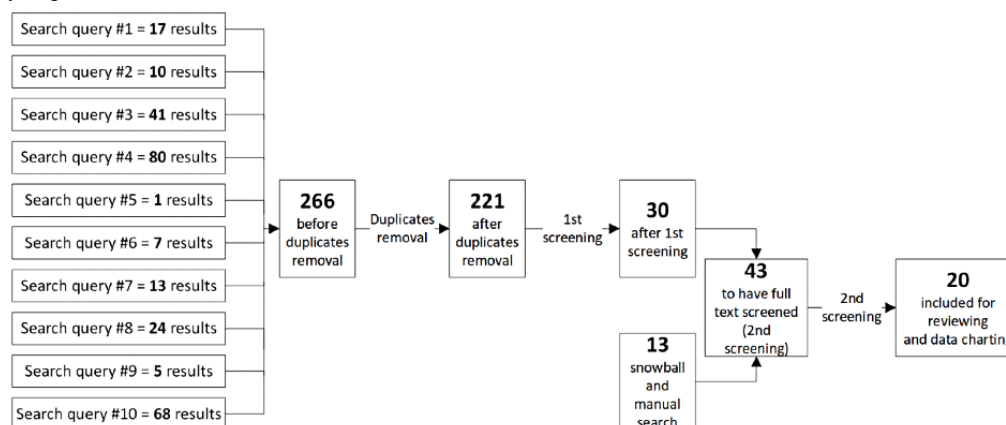 Search query #1 = 17 results
Search query #2 = 10 results
Search query #3 = 41 results
Search query #4 = 80 results
Search query #5 = 1 results
Search query #6 = 7 results
Search query #7 = 13 results
Search query #8 = 24 results
Search query #9 = 5 results
Search query #10 = 68 results
266
before
duplicates
removal
Duplicates
removal
221
after
duplicates
removal
1st
screening
30
after 1st
screening
13
snowball
and
manual
search
43
to have full
text screened
(2nd
screening)
2nd
screening
20
included for
reviewing
and data chartin